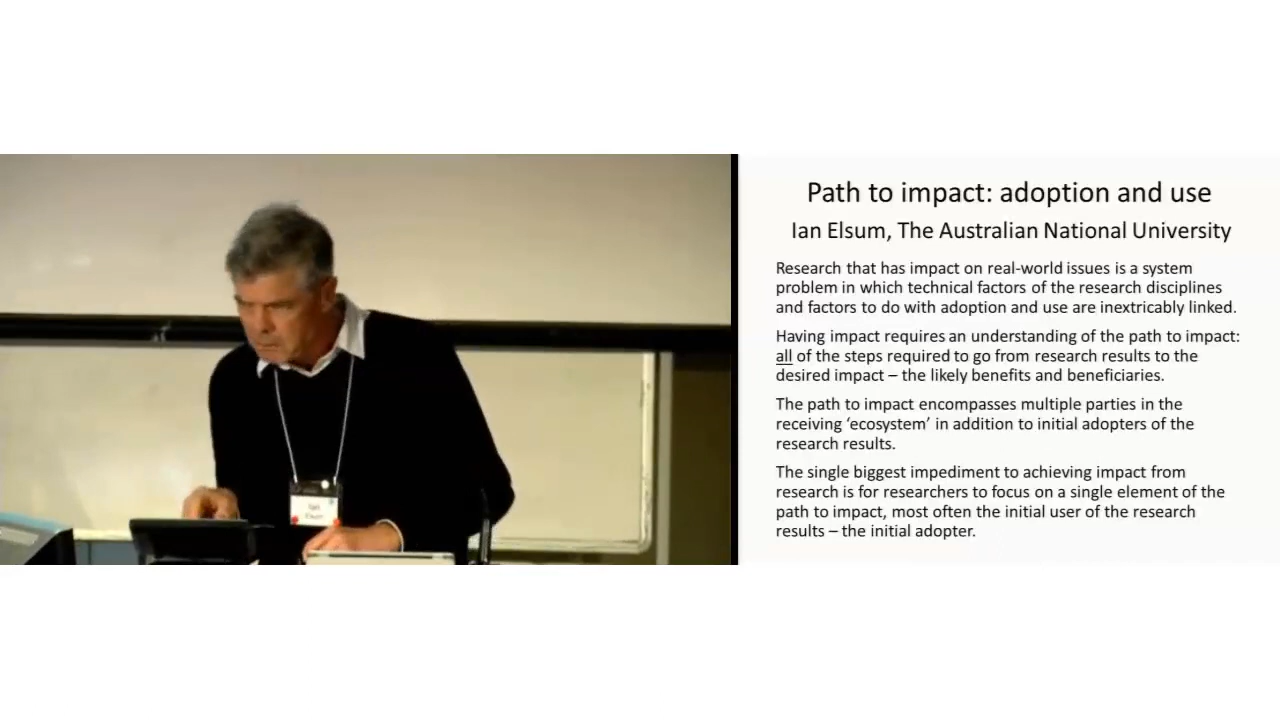 Path to impact: adoption and use
Ian Elsum, The Australian National University
Research that has impact on real-world issues is a system
problem in which technical factors of the research disciplines
and factors to do with adoption and use are inextricably linked.
Having impact requires an understanding of the path to impact:
all of the steps required to go from research results to the
desired impact – the likely benefits and beneficiaries.
The path to impact encompasses multiple parties in the
receiving ‘ecosystem’ in addition to initial adopters of the
research results.
The single biggest impediment to achieving impact from
research is for researchers to focus on a single element of the
path to impact, most often the initial user of the research
results – the initial adopter.
Ian
Elsum